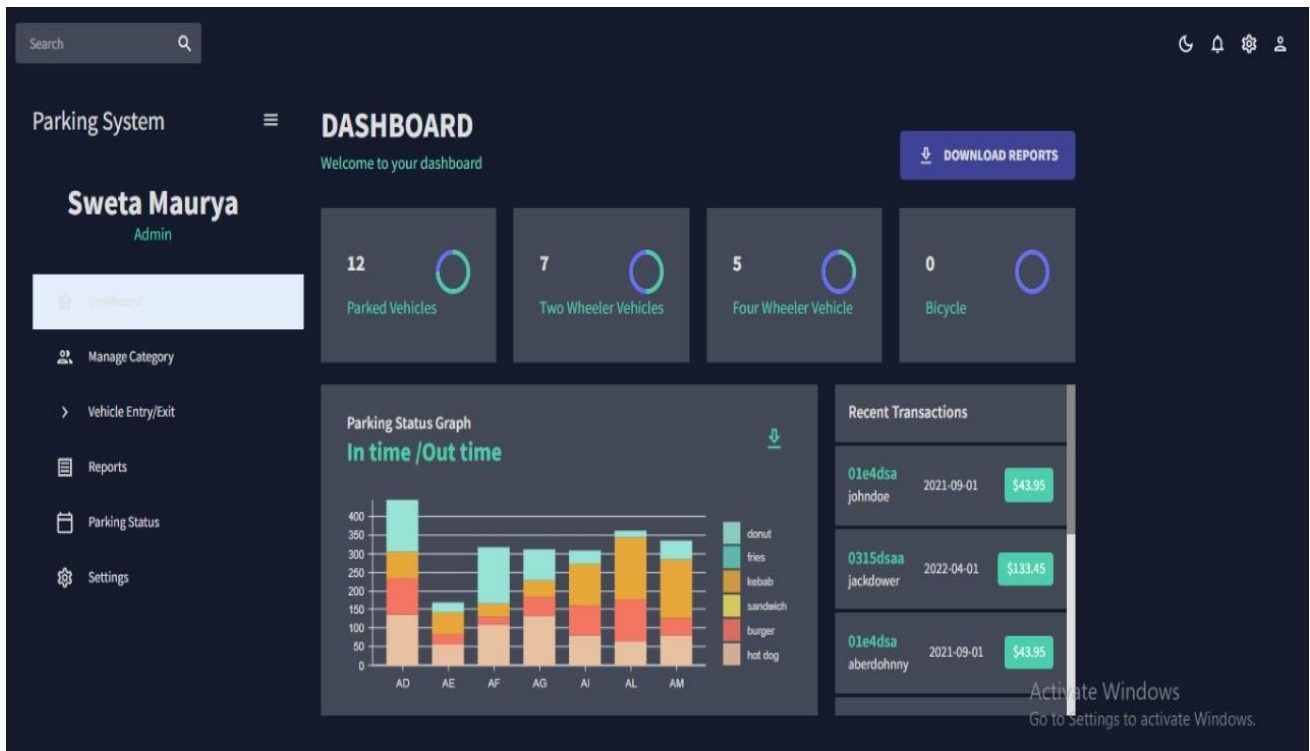 Search
Parking System
Sweta Maurya
Admin
Dashboard
Manage Category
Vehicle Entry/Exit
Reports
Parking Status
Settings
DASHBOARD
Welcome to your dashboard
DOWNLOAD REPORTS
12
Parked Vehicles
7
Two Wheeler Vehicles
5
Four Wheeler Vehicle
0
Bicycle
Parking Status Graph
In time /Out time
400
350
300
250
200
150
100
50
0
AD AE AF AG AI AL AM
donut
fries
kebab
sandwich
burger
hot dog
Recent Transactions
01e4dsa
johndoe
2021-09-01
$43.95
0315dsaa
jackdower
2022-04-01
$133.45
01e4dsa
aberdohnny
2021-09-01
$43.95
Activate Windows
Go to Settings to activate Windows.